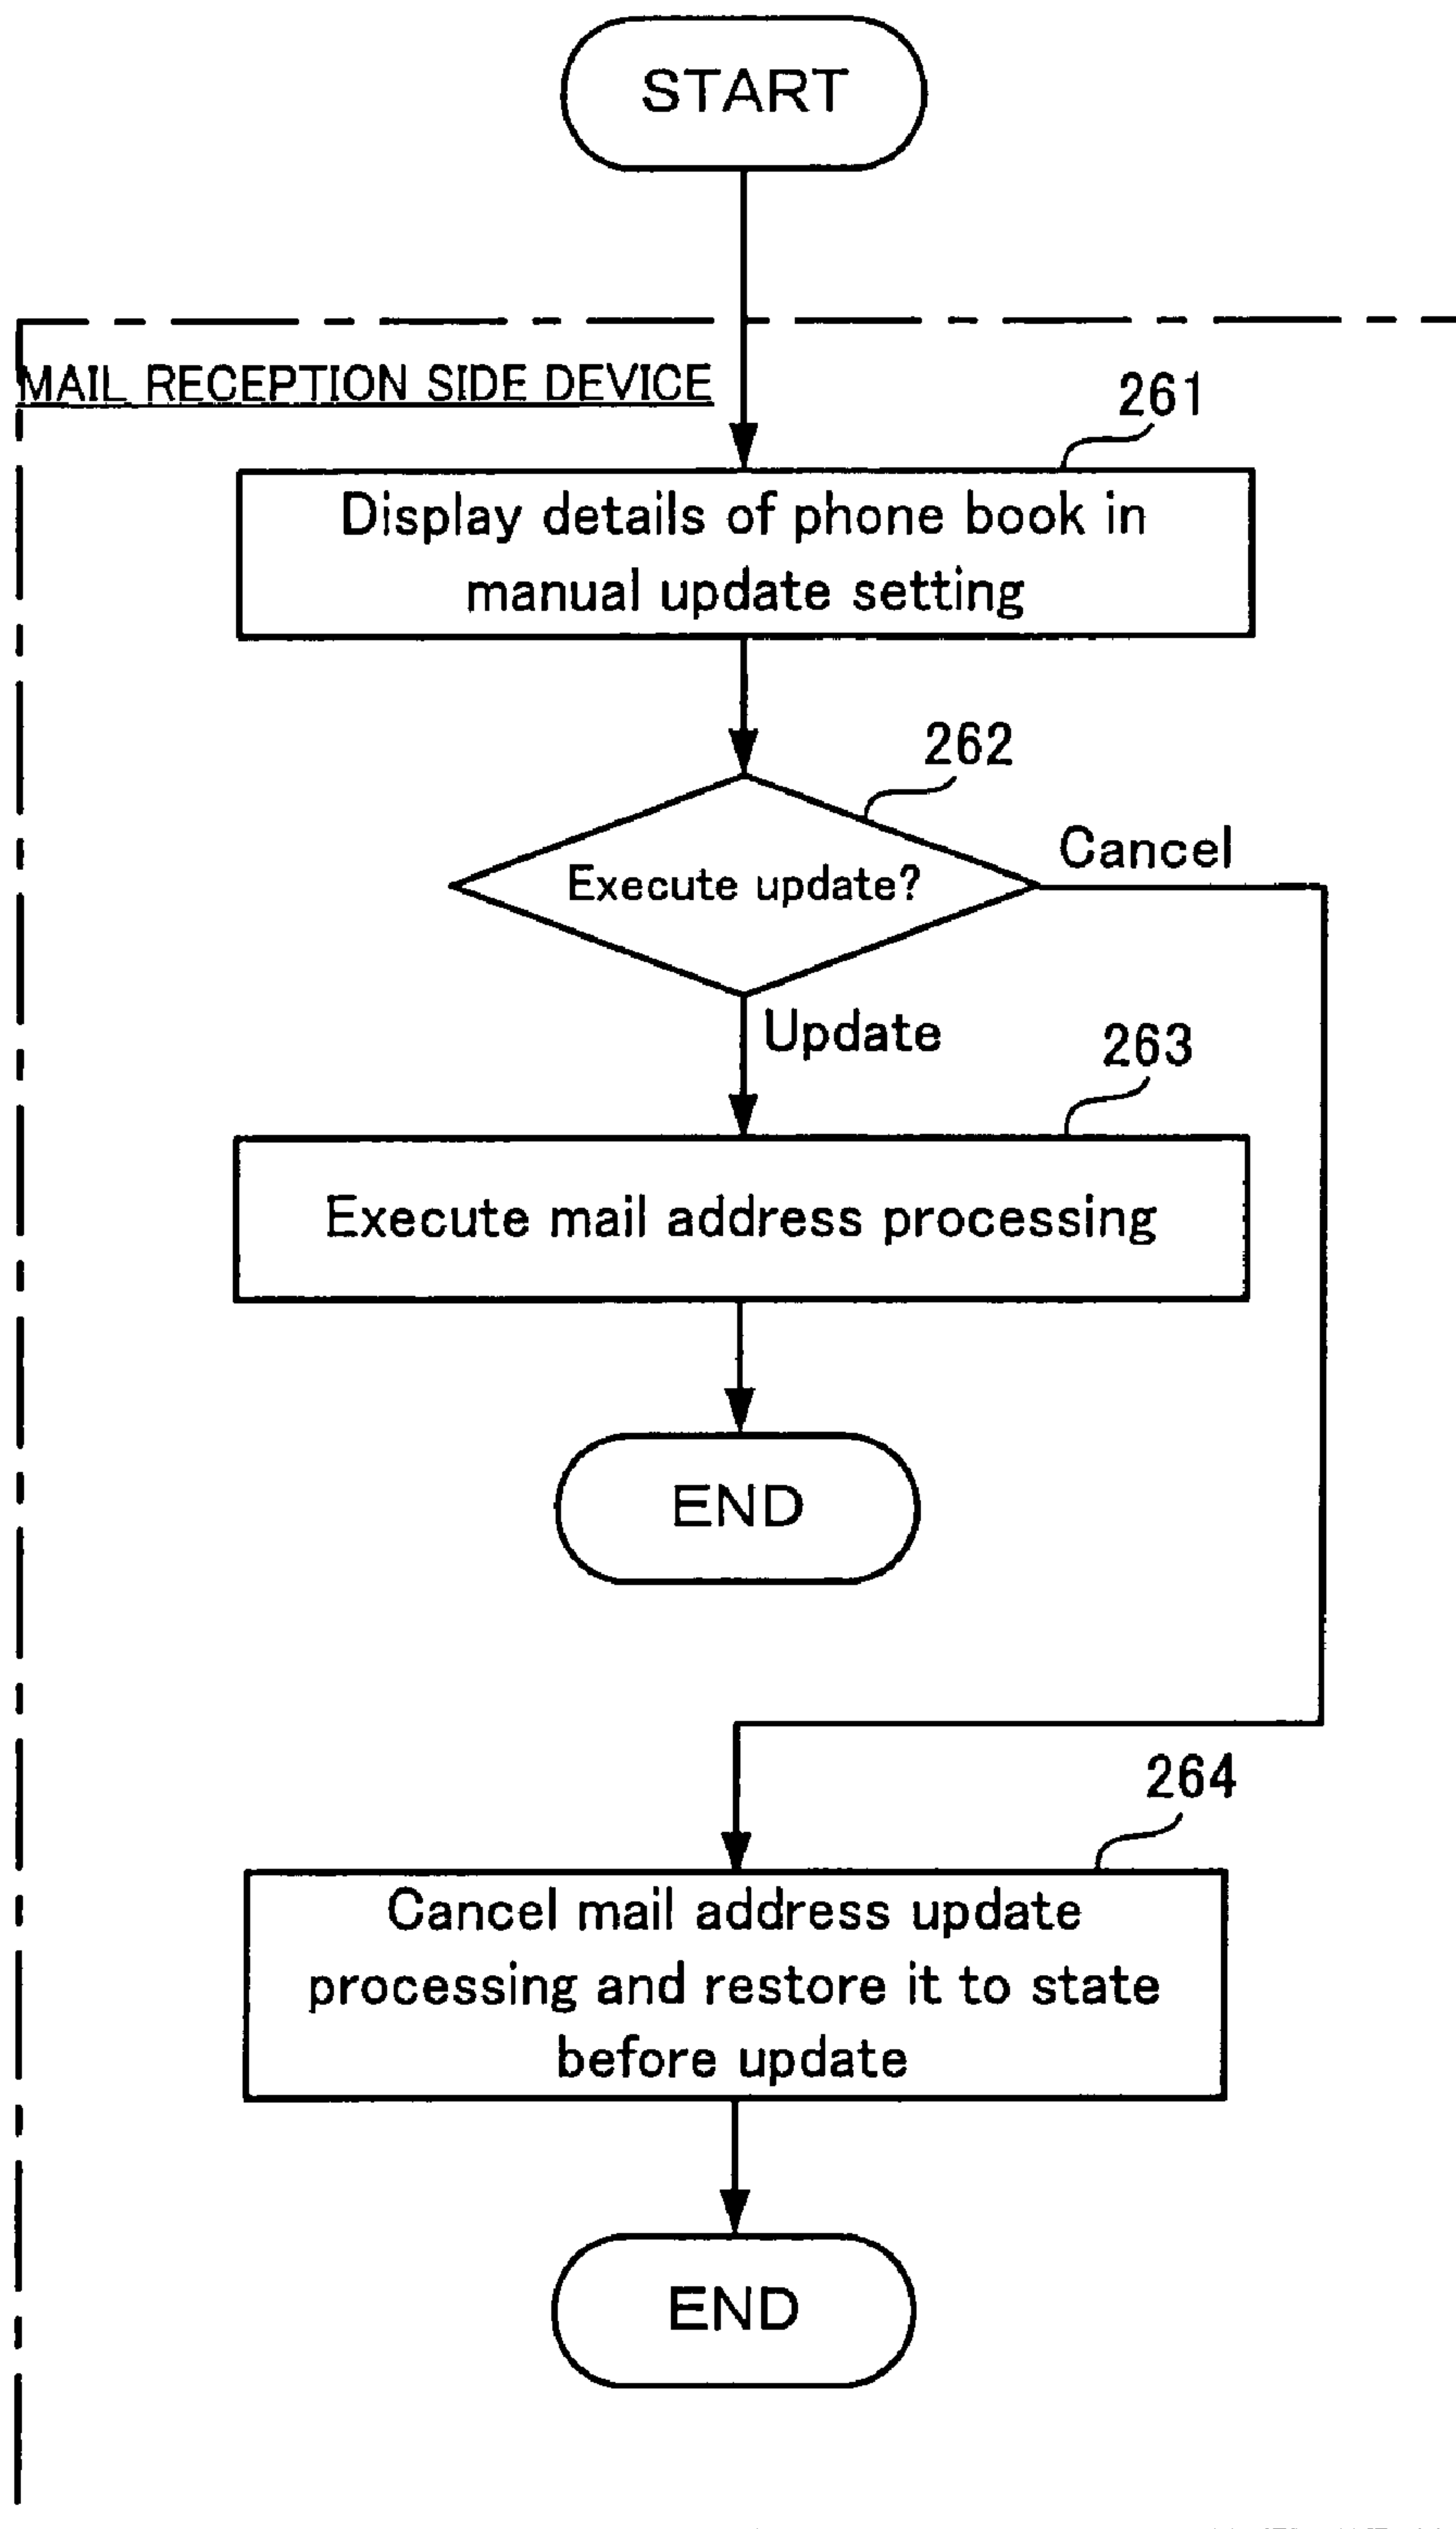 START
MAIL RECEPTION SIDE DEVICE
261
Display details of phone book in
manual update setting
262
Execute update?
Cancel
Update
263
Execute mail address processing
END
264
Cancel mail address update
processing and restore it to state
before update
END